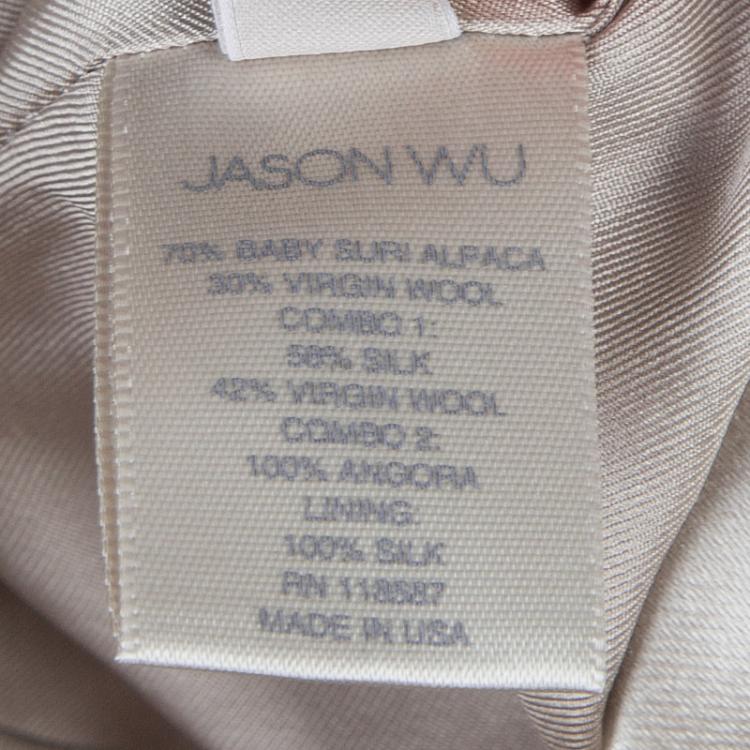 JASON WU
70% BABY SURI ALPACA
30% VIRGIN WOOL
COMBO 1:
58% SILK
42% VIRGIN WOOL
COMBO 2:
100% ANGORA
LINING:
100% SILK
RN
MADE IN USA